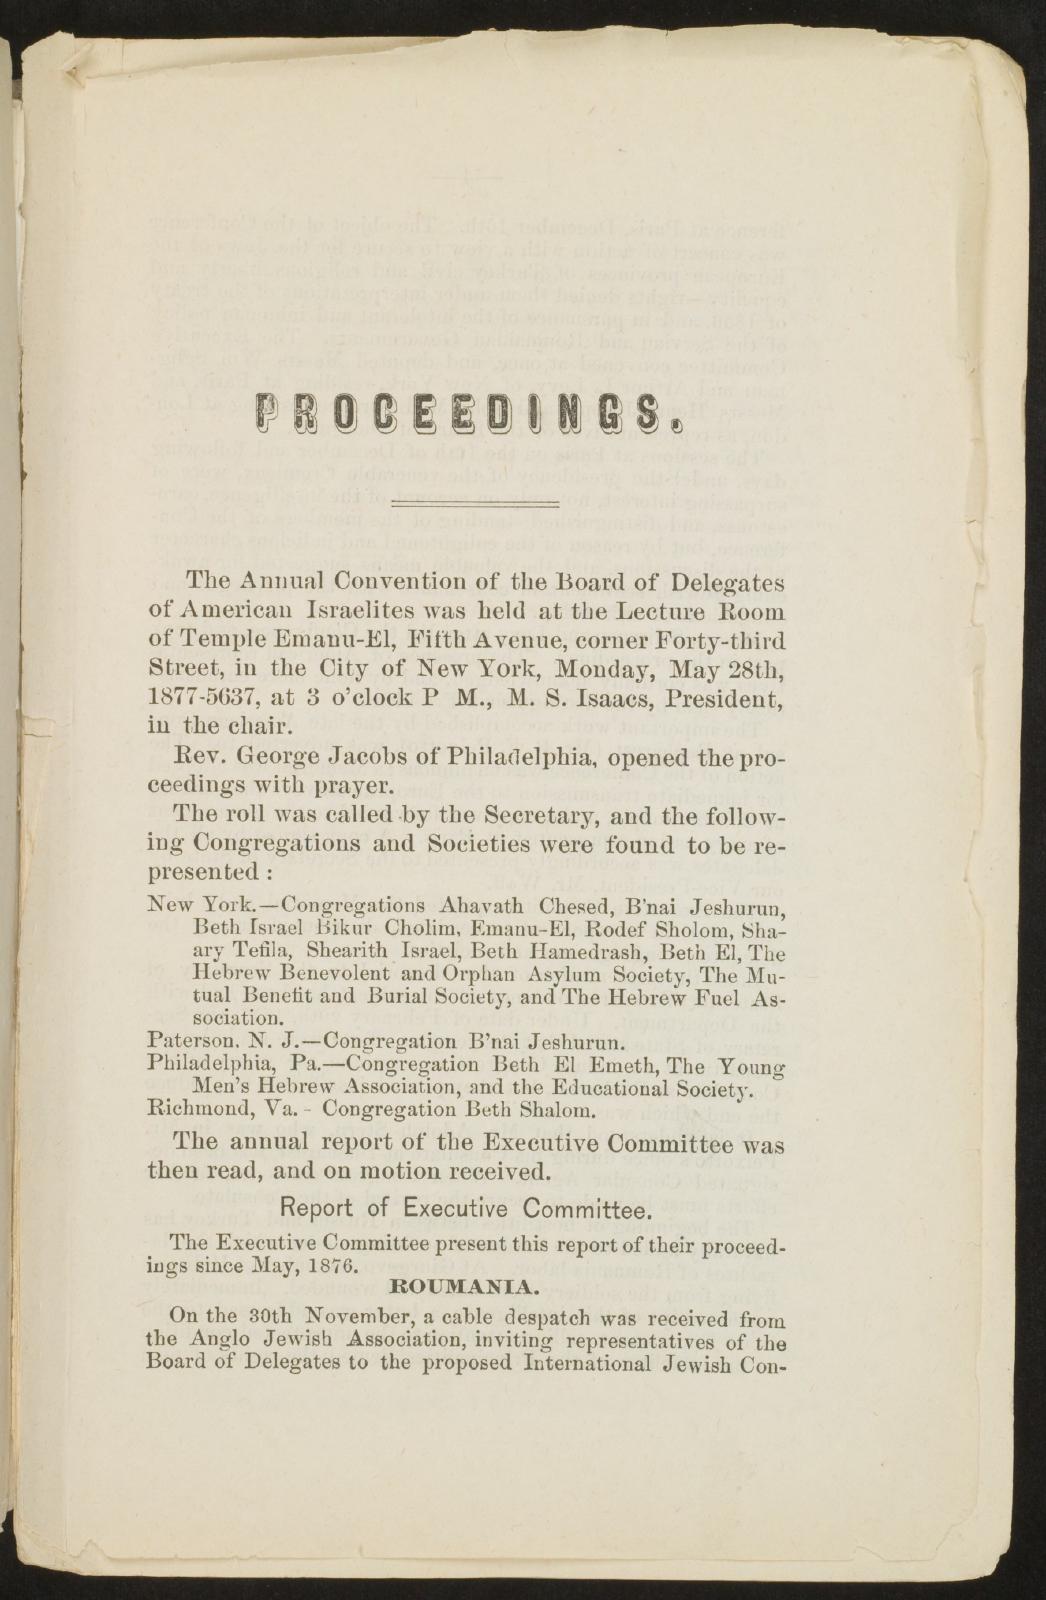 PROCEEDINGS.
The Annual Convention of the Board of Delegates
of American Israelites was held at the Lecture Room
of Temple Emanu-El, Fifth Avenue, corner Forty-third
Street, in the City of New York, Monday, May 28th,
1877-5637, at 3 o'clock P M., M. S. Isaacs, President,
in the chair.
Rev. George Jacobs of Philadelphia, opened the pro-
ceedings with prayer.
The roll was called by the Secretary, and the follow-
ing Congregations and Societies were found to be re-
presented :
New York.—Congregations Ahavath Chesed, B'nai Jeshurun,
Beth Israel Bikur Cholim, Emanu-El, Rodef Sholom, Sha-
ary Tefila, Shearith Israel, Beth Hamedrash, Beth El, The
Hebrew Benevolent and Orphan Asylum Society, The Mu-
tual Benefit and Burial Society, and The Hebrew Fuel As-
sociation.
Paterson. N. J.—Congregation B'nai Jeshurun.
Philadelphia, Pa.—Congregation Beth El Emeth, The Young
Men's Hebrew Association, and the Educational Society.
Richmond, Va. - Congregation Beth Shalom.
The annual report of the Executive Committee was
then read, and on motion received.
Report of Executive Committee.
The Executive Committee present this report of their proceed-
ings since May, 1876.
ROUMANIA.
On the 30th November, a cable despatch was received from
the Anglo Jewish Association, inviting representatives of the
Board of Delegates to the proposed International Jewish Con-